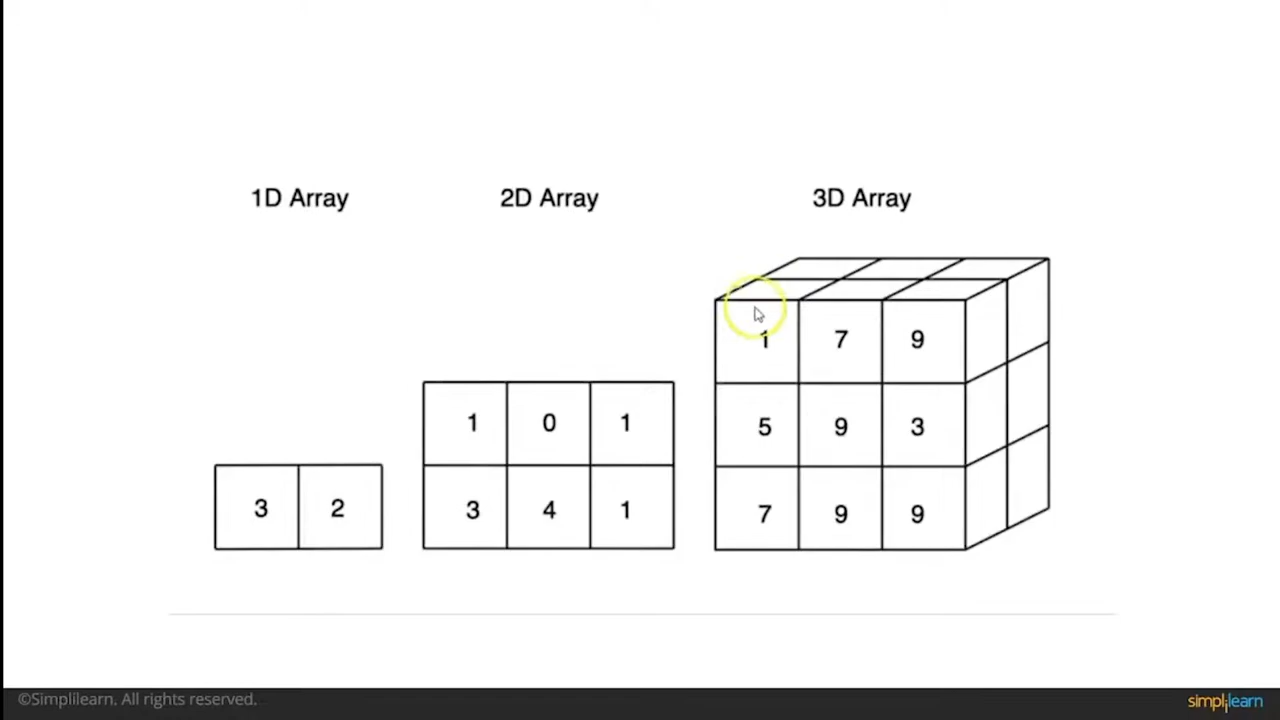 1D Array 2D Array 3D Array
1 7 9
1 0 1 5 9 3
3 2 3 4 1 7 9 9
©Simplilearn. All rights reserved. simplilearn